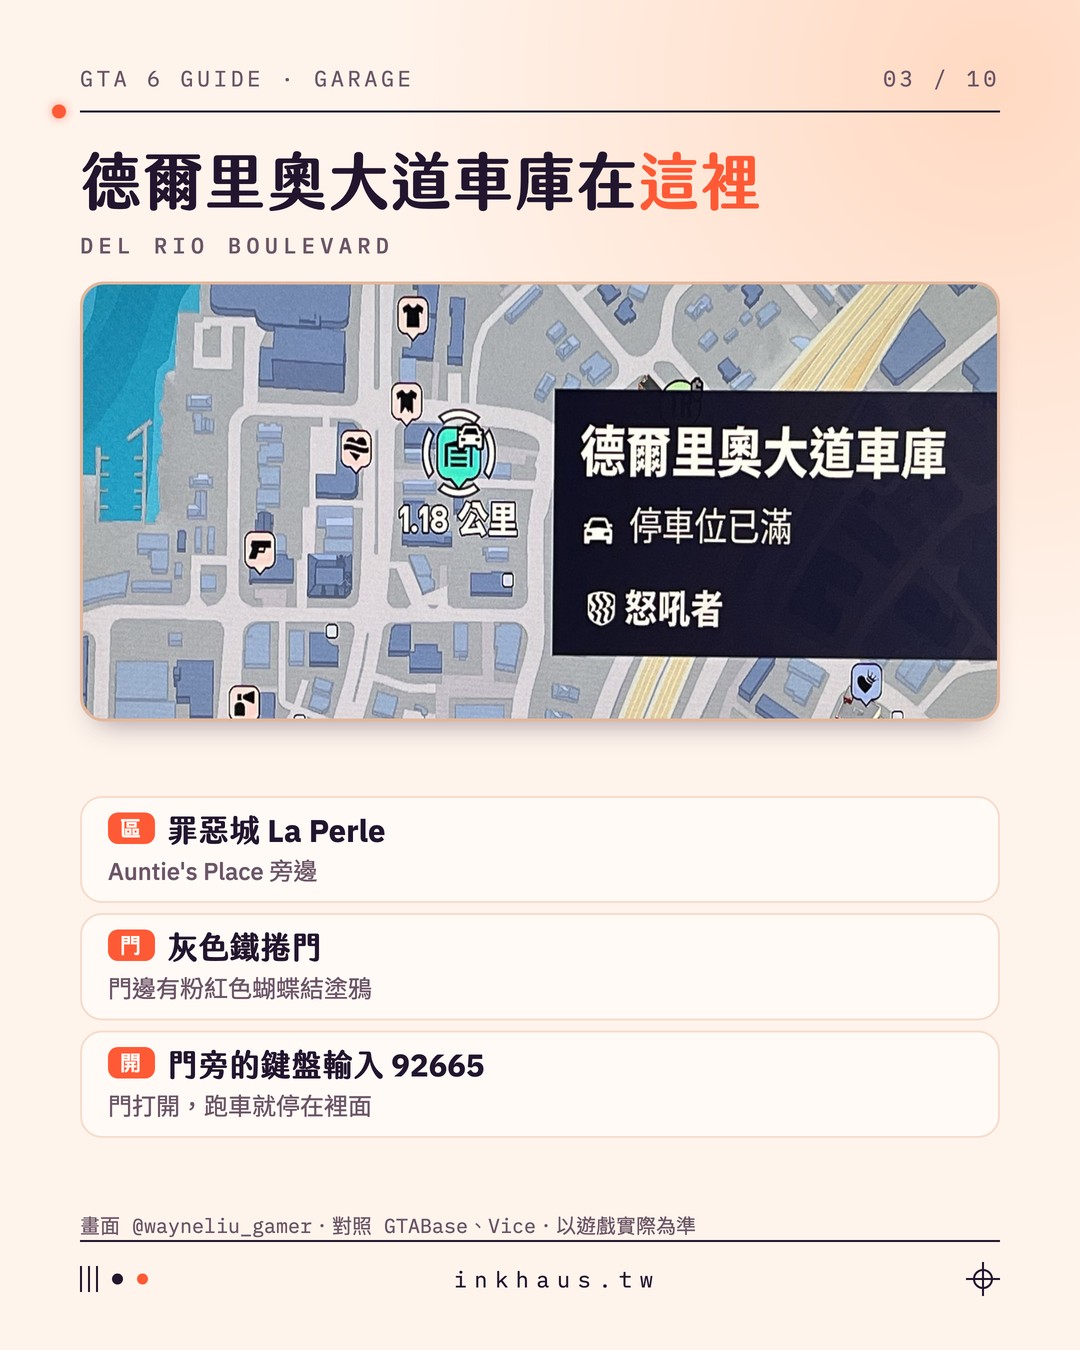 GTA 6 GUIDE · GARAGE
03 / 10
德爾里奧大道車庫在這裡
DEL RIO BOULEVARD
1.18 公里
德爾里奧大道車庫
停車位已滿
怒吼者
區 罪惡城 La Perle
Auntie's Place 旁邊
門 灰色鐵捲門
門邊有粉紅色蝴蝶結塗鴉
開 門旁的鍵盤輸入 92665
門打開，跑車就停在裡面
畫面 @wayneliu_gamer · 對照 GTABase、Vice · 以遊戲實際為準
inkhaus.tw